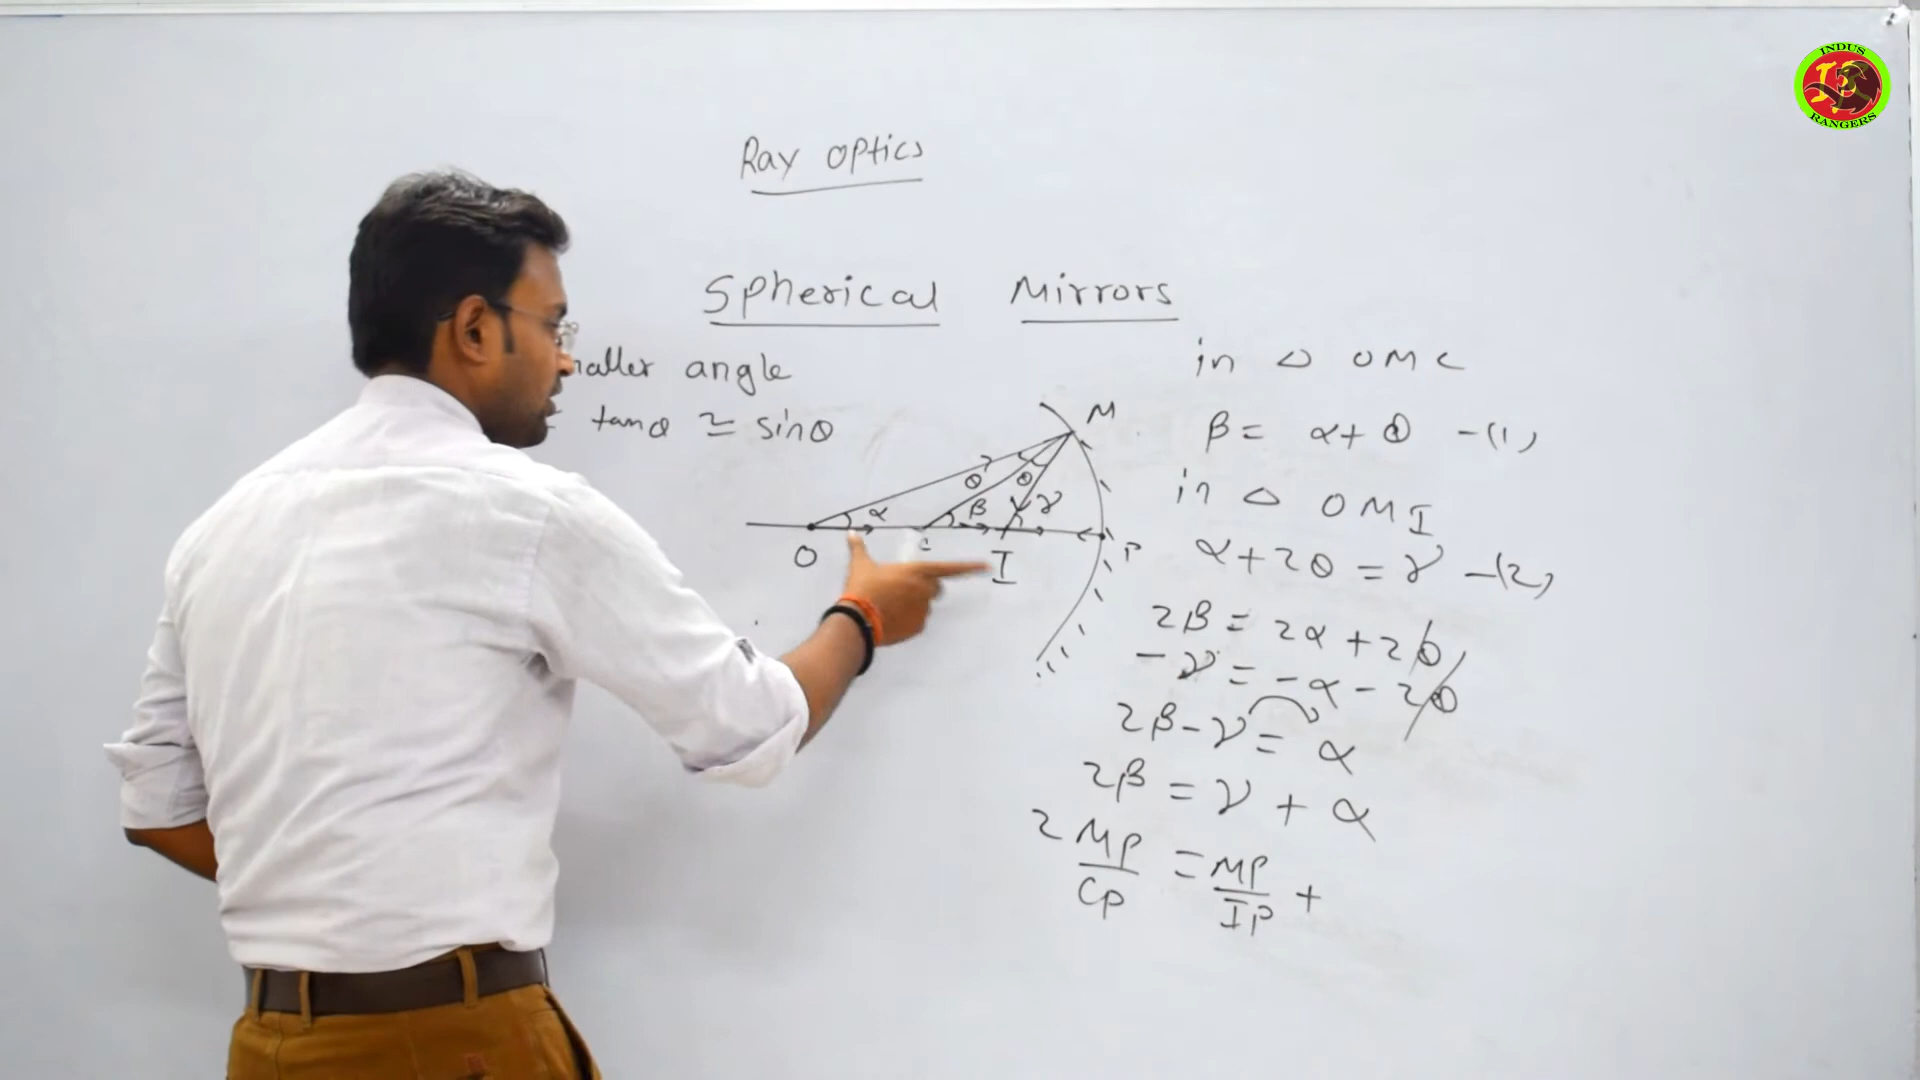 INDUS
RANGERS
Ray optics
Spherical Mirrors
angle
tanθ ≃ sinθ
M
θ θ
α β γ
O I P
in △ OMC
β = α + θ -(1)
in △ OMI
α + 2θ = γ -(2)
2β = 2α + 2θ
-γ = -α - 2θ
2β - γ = α
2β = γ + α
2 MP/CP = MP/IP +